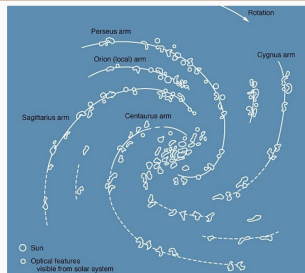 Rotation
Perseus arm
Orion (local) arm
Cygnus arm
Sagittarius arm
Centaurus arm
Sun
Optical features
visible from solar system